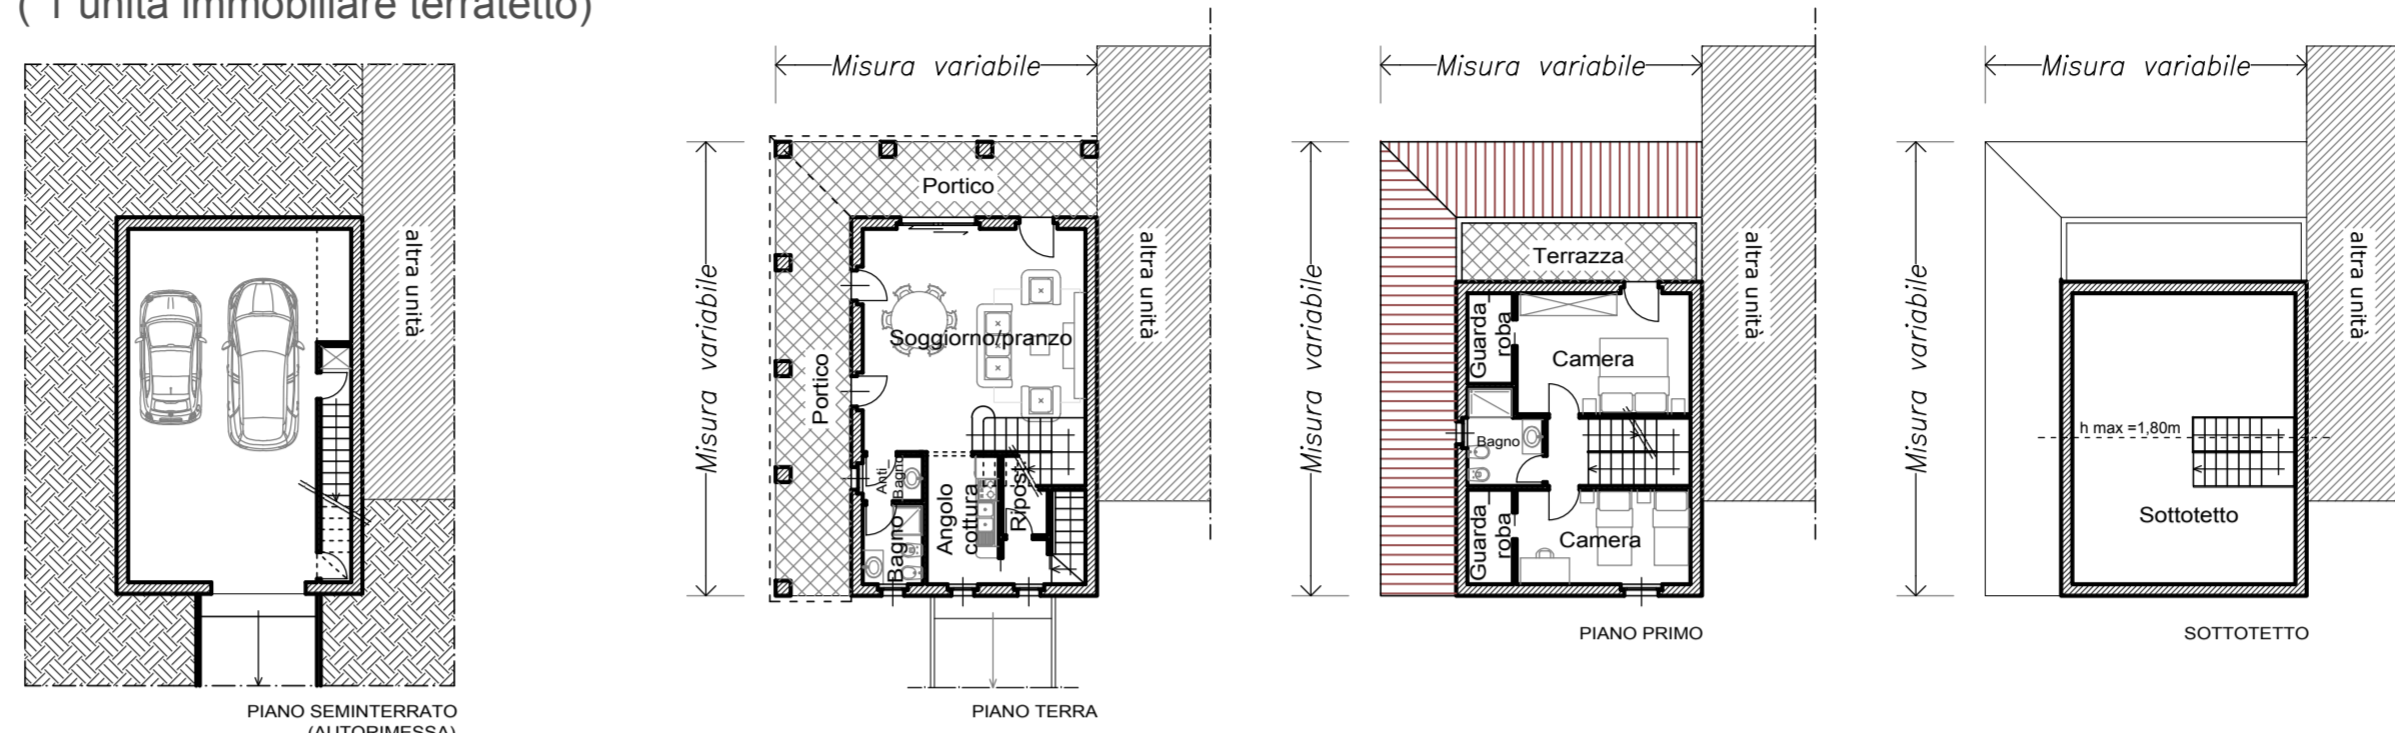 ( 1 unità immobiliare terratetto)
altra unità
PIANO SEMINTERRATO
(AUTORIMESSA)
Misura variabile
Misura variabile
Portico
Portico
Soggiorno/pranzo
Anti
Bagno
Bagno
Angolo
cottura
Ripost
altra unità
PIANO TERRA
Misura variabile
Misura variabile
Terrazza
Guarda
roba
Camera
Bagno
Guarda
roba
Camera
altra unità
PIANO PRIMO
Misura variabile
Misura variabile
h max =1,80m
Sottotetto
altra unità
SOTTOTETTO